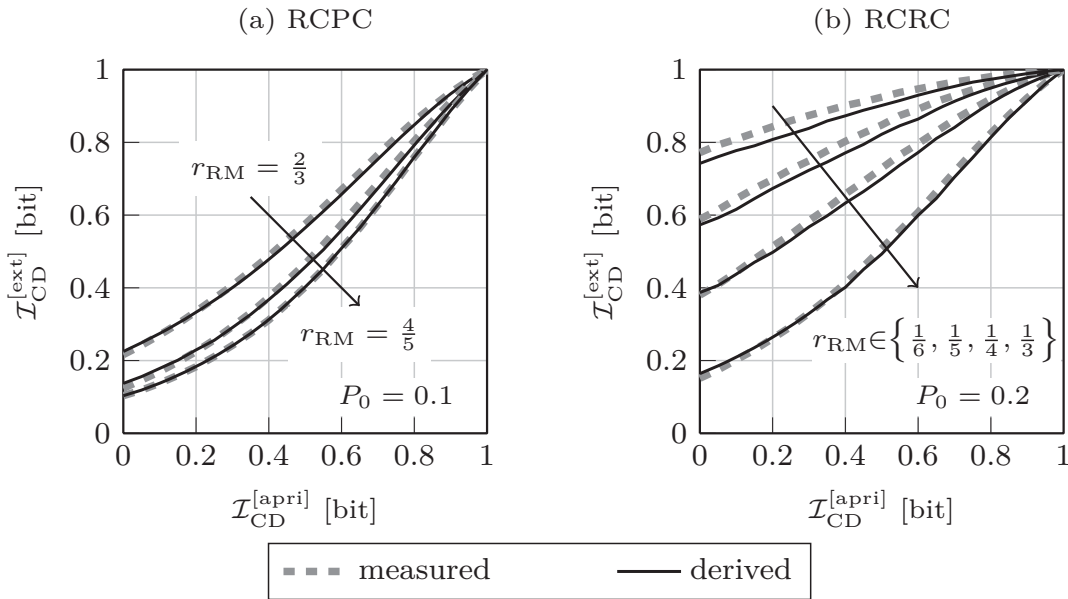 (a) RCPC
1
0.8
0.6
0.4
0.2
0
0 0.2 0.4 0.6 0.8 1
r_RM = 2/3
r_RM = 4/5
P_0 = 0.1
I_CD^[ext] [bit]
I_CD^[apri] [bit]
(b) RCRC
1
0.8
0.6
0.4
0.2
0
0 0.2 0.4 0.6 0.8 1
r_RM∈{1/6, 1/5, 1/4, 1/3}
P_0 = 0.2
I_CD^[ext] [bit]
I_CD^[apri] [bit]
measured derived